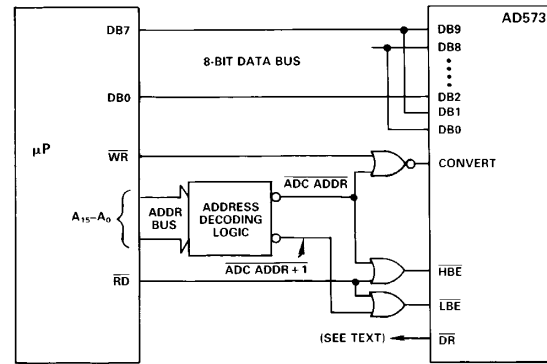 AD573
DB7
DB9
DB8
8-BIT DATA BUS
DB0
DB2
DB1
DB0
μP
WR
CONVERT
ADC ADDR
A15–A0
ADDR
BUS
ADDRESS
DECODING
LOGIC
HBE
ADC ADDR + 1
RD
LBE
(SEE TEXT)
DR